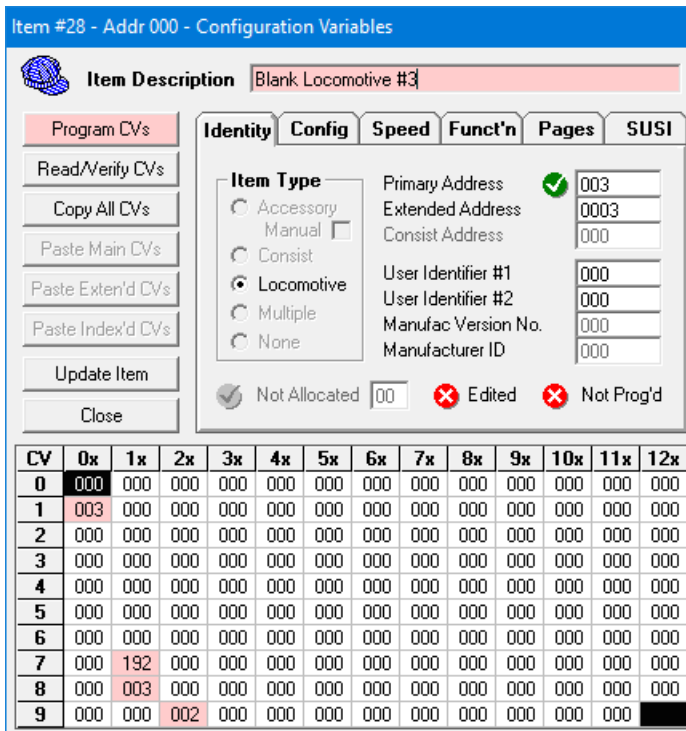 Item #28 - Addr 000 - Configuration Variables
Item Description Blank Locomotive #3
Program CVs
Read/Verify CVs
Copy All CVs
Paste Main CVs
Paste Exten'd CVs
Paste Index'd CVs
Update Item
Close
Identity Config Speed Funct'n Pages SUSI
Item Type
Accessory
Manual
Consist
Locomotive
Multiple
None
Primary Address 003
Extended Address 0003
Consist Address 000
User Identifier #1 000
User Identifier #2 000
Manufac Version No. 000
Manufacturer ID 000
Not Allocated 00 Edited Not Prog'd
CV 0x 1x 2x 3x 4x 5x 6x 7x 8x 9x 10x 11x 12x
0 000 000 000 000 000 000 000 000 000 000 000 000 000
1 003 000 000 000 000 000 000 000 000 000 000 000 000
2 000 000 000 000 000 000 000 000 000 000 000 000 000
3 000 000 000 000 000 000 000 000 000 000 000 000 000
4 000 000 000 000 000 000 000 000 000 000 000 000 000
5 000 000 000 000 000 000 000 000 000 000 000 000 000
6 000 000 000 000 000 000 000 000 000 000 000 000 000
7 000 192 000 000 000 000 000 000 000 000 000 000 000
8 000 003 000 000 000 000 000 000 000 000 000 000 000
9 000 000 002 000 000 000 000 000 000 000 000 000